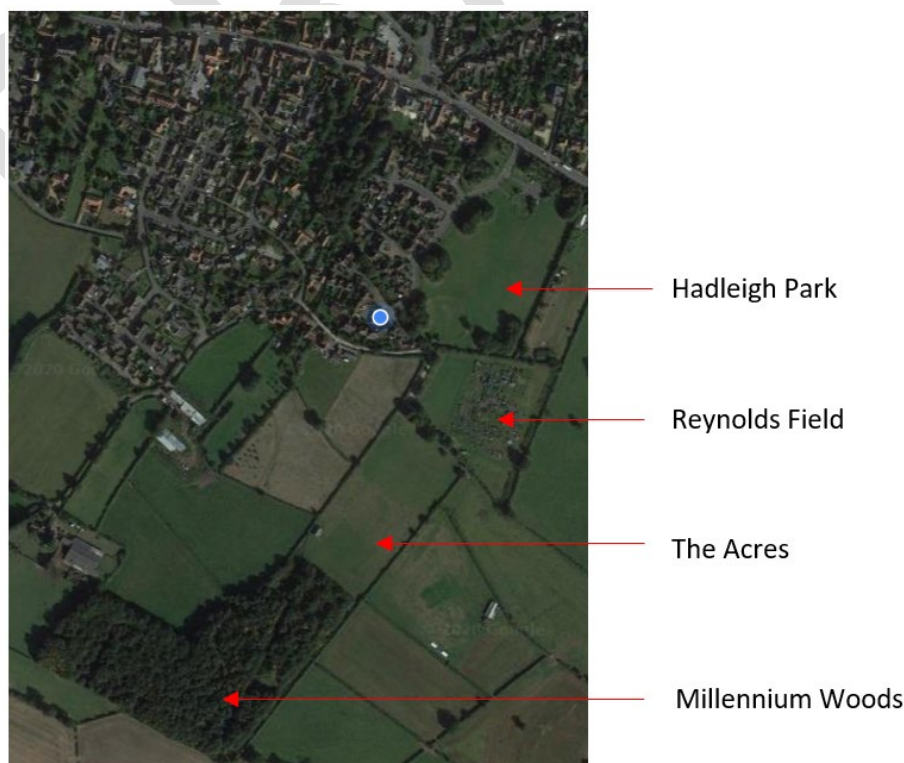 Hadleigh Park
Reynolds Field
The Acres
Millennium Woods